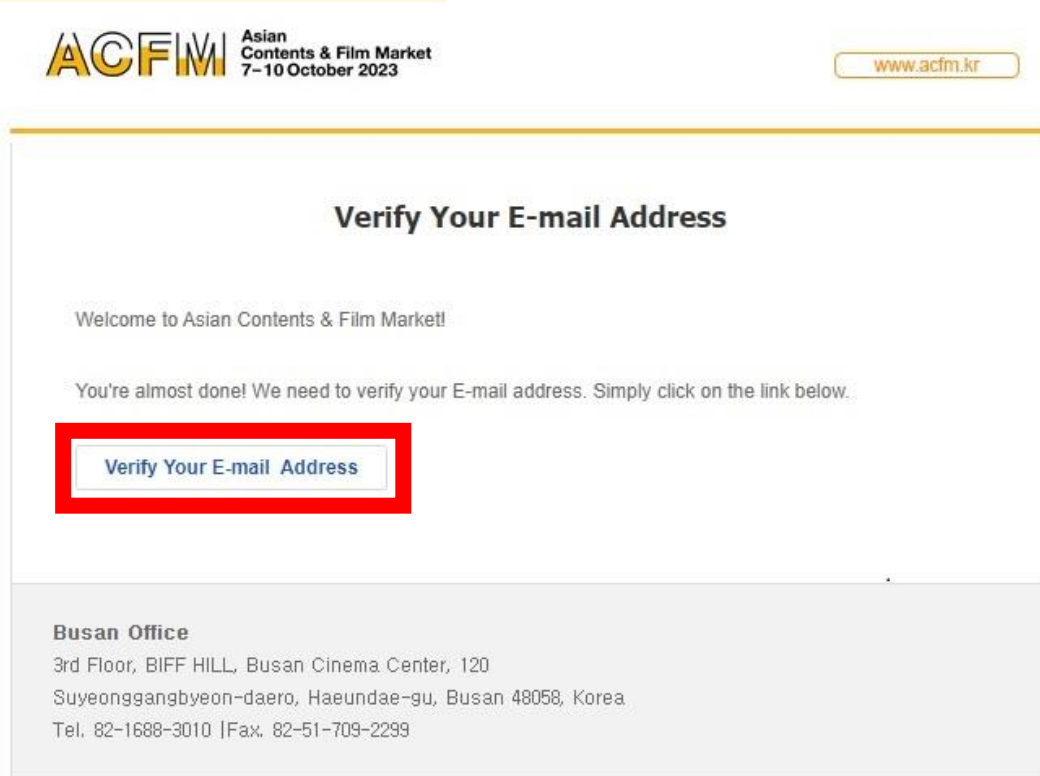 ACFM
Asian
Contents & Film Market
7-10 October 2023
www.acfm.kr
Verify Your E-mail Address
Welcome to Asian Contents & Film Market!
You're almost done! We need to verify your E-mail address. Simply click on the link below.
Verify Your E-mail Address
Busan Office
3rd Floor, BIFF HILL, Busan Cinema Center, 120
Suyeonggangbyeon-daero, Haeundae-gu, Busan 48058, Korea
Tel. 82-1688-3010 |Fax. 82-51-709-2299